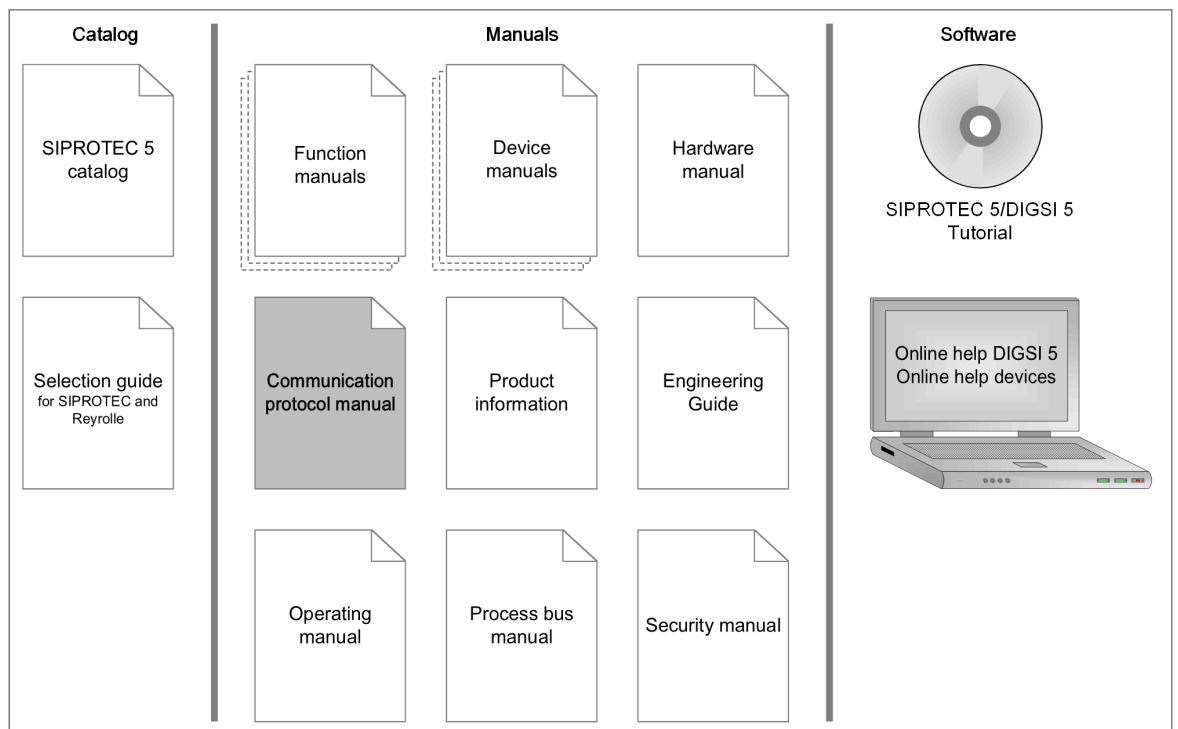 Catalog
Manuals
Software
SIPROTEC 5
catalog
Function
manuals
Device
manuals
Hardware
manual
SIPROTEC 5/DIGSI 5
Tutorial
Selection guide
for SIPROTEC and
Reyrolle
Communication
protocol manual
Product
information
Engineering
Guide
Online help DIGSI 5
Online help devices
Operating
manual
Process bus
manual
Security manual